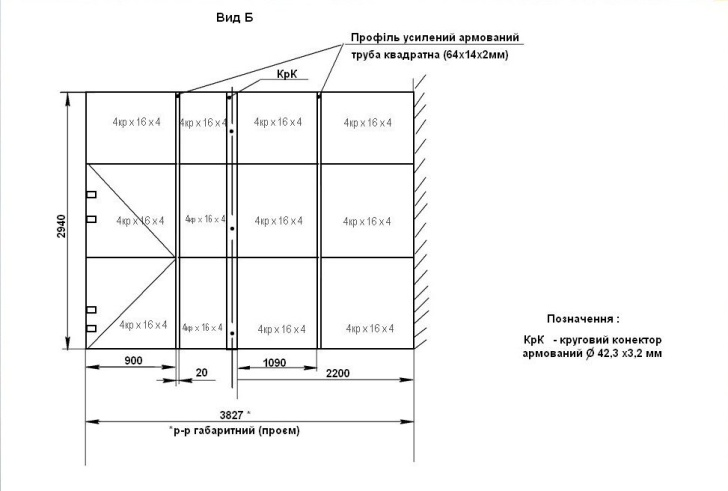 Вид Б
Профіль усилений армований
труба квадратна (64х14х2мм)
КрК
4кр х 16 х 4
4кр х 16 х 4
4кр х 16 х 4
4кр х 16 х 4
4кр х 16 х 4
4кр х 16 х 4
4кр х 16 х 4
4кр х 16 х 4
2940
4кр х 16 х 4
4кр х 16 х 4
4кр х 16 х 4
4кр х 16 х 4
Позначення :
КрК - круговий конектор
армований Ø 42,3 х3,2 мм
900
20
1090
2200
3827 *
*р-р габаритний (проєм)